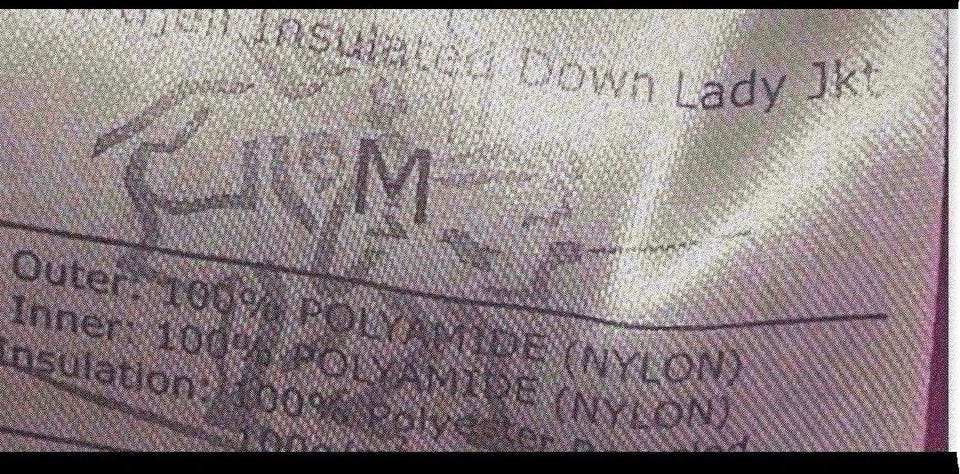 Insulated Down Lady Jkt
M
Outer: 100% POLYAMIDE (NYLON)
Inner: 100% POLYAMIDE (NYLON)
Insulation: 100% Polyester